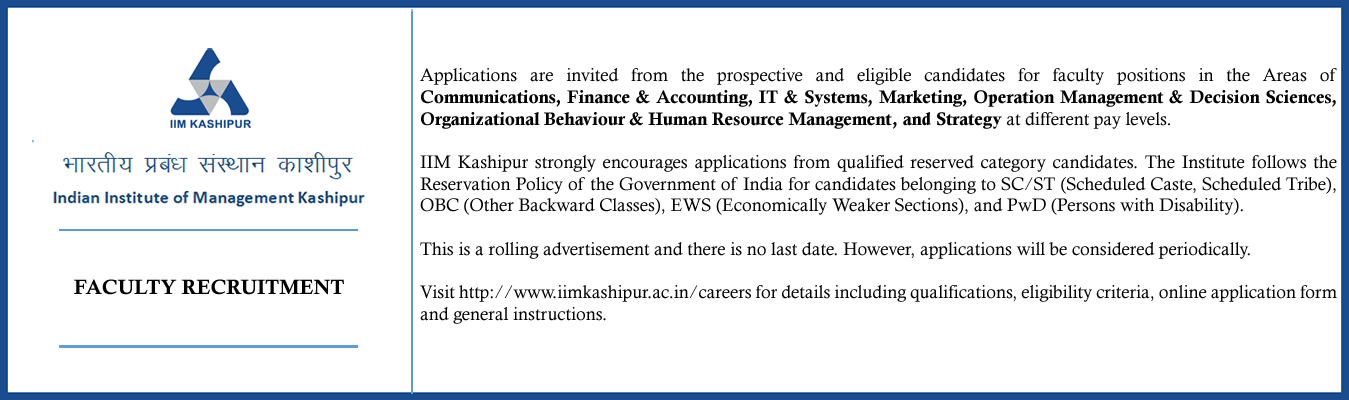 IIM KASHIPUR
भारतीय प्रबंध संस्थान काशीपुर
Indian Institute of Management Kashipur
FACULTY RECRUITMENT
Applications are invited from the prospective and eligible candidates for faculty positions in the Areas of
Communications, Finance & Accounting, IT & Systems, Marketing, Operation Management & Decision Sciences,
Organizational Behaviour & Human Resource Management, and Strategy at different pay levels.
IIM Kashipur strongly encourages applications from qualified reserved category candidates. The Institute follows the
Reservation Policy of the Government of India for candidates belonging to SC/ST (Scheduled Caste, Scheduled Tribe),
OBC (Other Backward Classes), EWS (Economically Weaker Sections), and PwD (Persons with Disability).
This is a rolling advertisement and there is no last date. However, applications will be considered periodically.
Visit http://www.iimkashipur.ac.in/careers for details including qualifications, eligibility criteria, online application form
and general instructions.